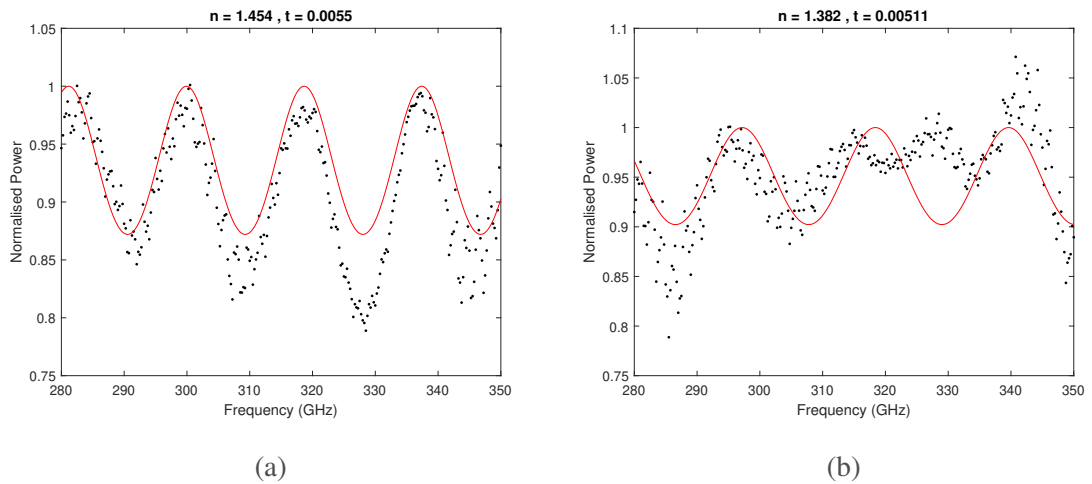 n = 1.454 , t = 0.0055
1.05
1
0.95
0.9
0.85
0.8
0.75
Normalised Power
280 290 300 310 320 330 340 350
Frequency (GHz)
(a)
n = 1.382 , t = 0.00511
1.1
1.05
1
0.95
0.9
0.85
0.8
0.75
Normalised Power
280 290 300 310 320 330 340 350
Frequency (GHz)
(b)